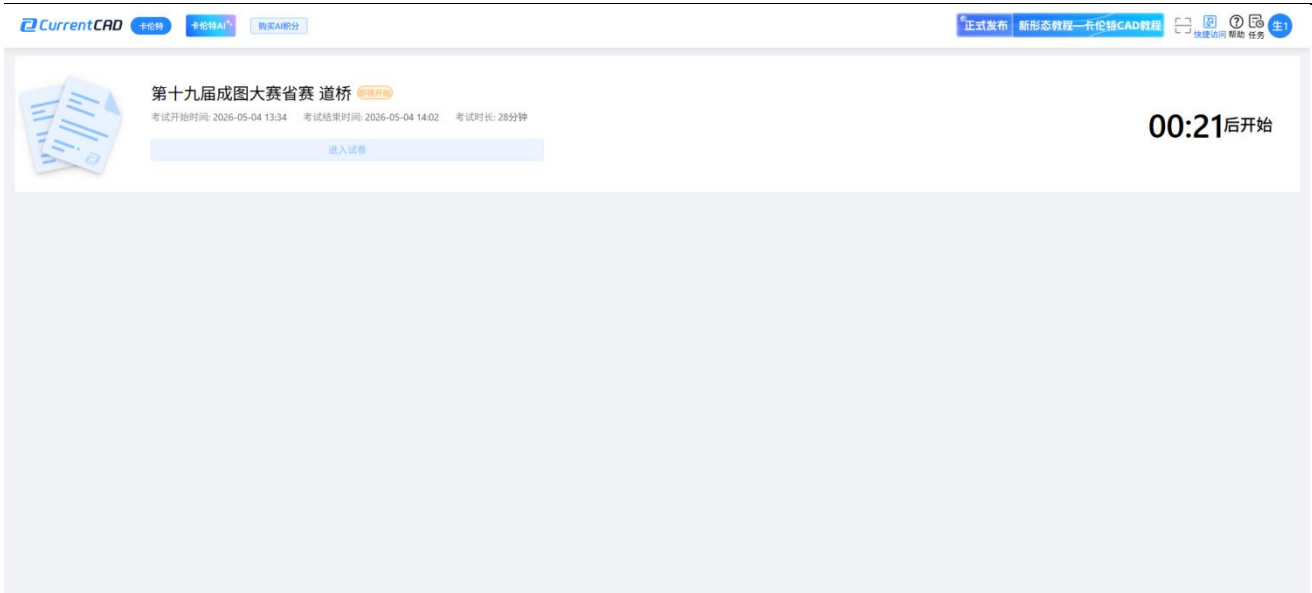 CurrentCAD 卡伦特 卡伦特AI 购买AI积分 正式发布 新形态教程—卡伦特CAD教程 快捷访问 帮助 任务 生1
第十九届成图大赛省赛 道桥 即将开始
考试开始时间: 2026-05-04 13:34 考试结束时间: 2026-05-04 14:02 考试时长: 28分钟
00:21后开始
进入试卷